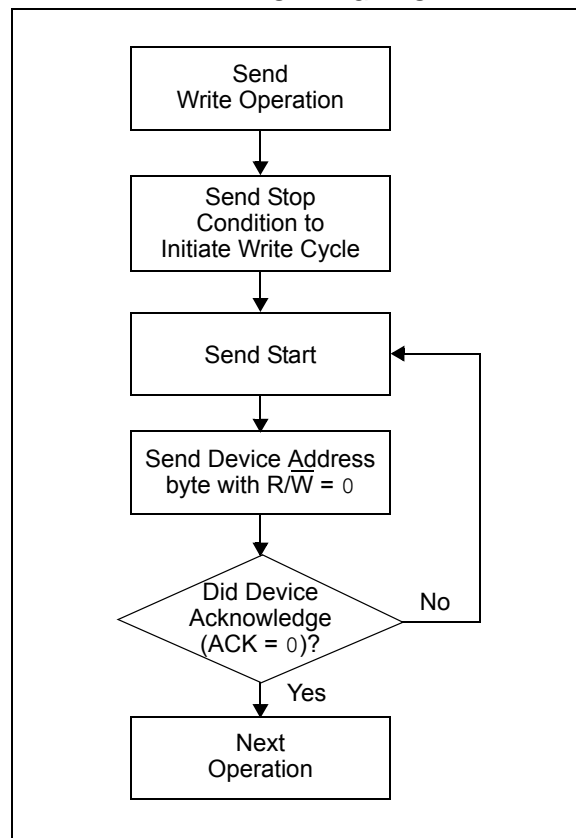 Send
Write Operation
Send Stop
Condition to
Initiate Write Cycle
Send Start
Send Device Address
byte with R/W̅ = 0
Did Device
Acknowledge
(ACK = 0)?
No
Yes
Next
Operation